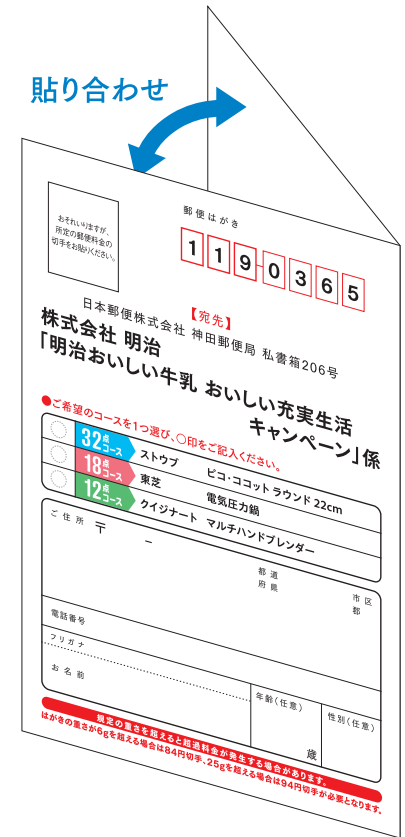 貼り合わせ
おそれいりますが、
所定の郵便料金の
切手をお貼りください。
郵便はがき
119-0365
【宛先】
日本郵便株式会社 神田郵便局 私書箱206号
株式会社 明治
「明治おいしい牛乳 おいしい充実生活
キャンペーン」係
●ご希望のコースを1つ選び、○印をご記入ください。
32点コース ストウブ ピコ・ココット ラウンド 22cm
18点コース 東芝 電気圧力鍋
12点コース クイジナート マルチハンドブレンダー
ご住所 〒 −
都道 市区
府県 郡
電話番号
フリガナ
お名前
年齢(任意) 性別(任意)
歳
規定の重さを超えると超過料金が発生する場合があります。
はがきの重さが6gを超える場合は84円切手、25gを超える場合は94円切手が必要となります。